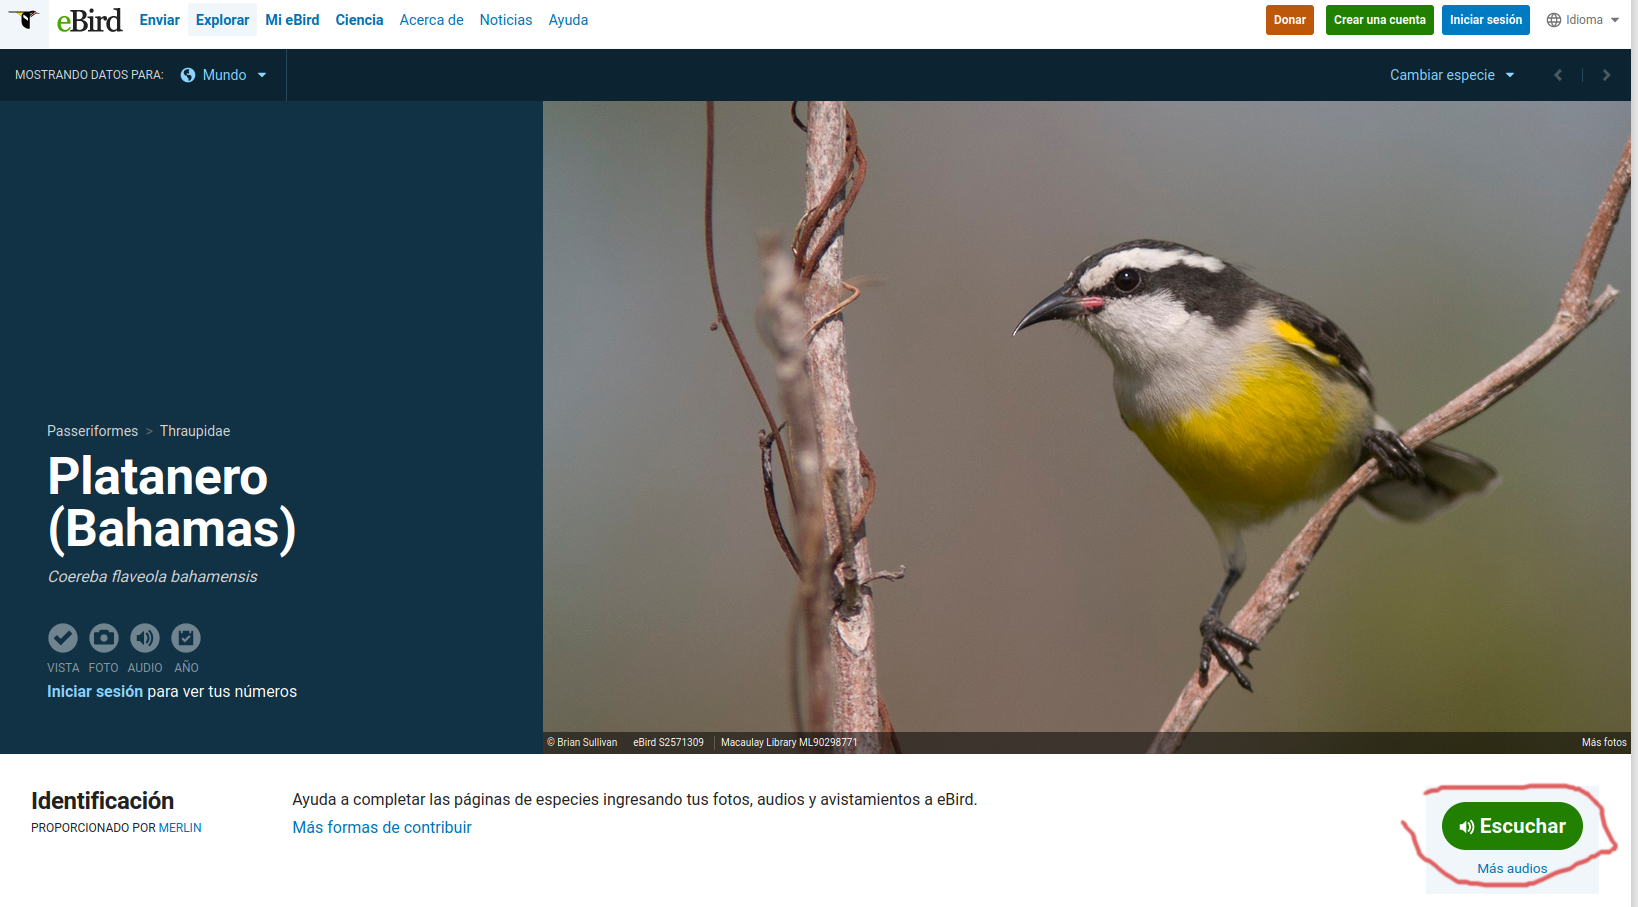 eBird Enviar Explorar Mi eBird Ciencia Acerca de Noticias Ayuda Donar Crear una cuenta Iniciar sesión Idioma
MOSTRANDO DATOS PARA: Mundo Cambiar especie
Passeriformes > Thraupidae
Platanero
(Bahamas)
Coereba flaveola bahamensis
VISTA FOTO AUDIO AÑO
Iniciar sesión para ver tus números
© Brian Sullivan eBird S2571309 Macaulay Library ML90298771 Más fotos
Identificación
PROPORCIONADO POR MERLIN
Ayuda a completar las páginas de especies ingresando tus fotos, audios y avistamientos a eBird.
Más formas de contribuir
Escuchar
Más audios